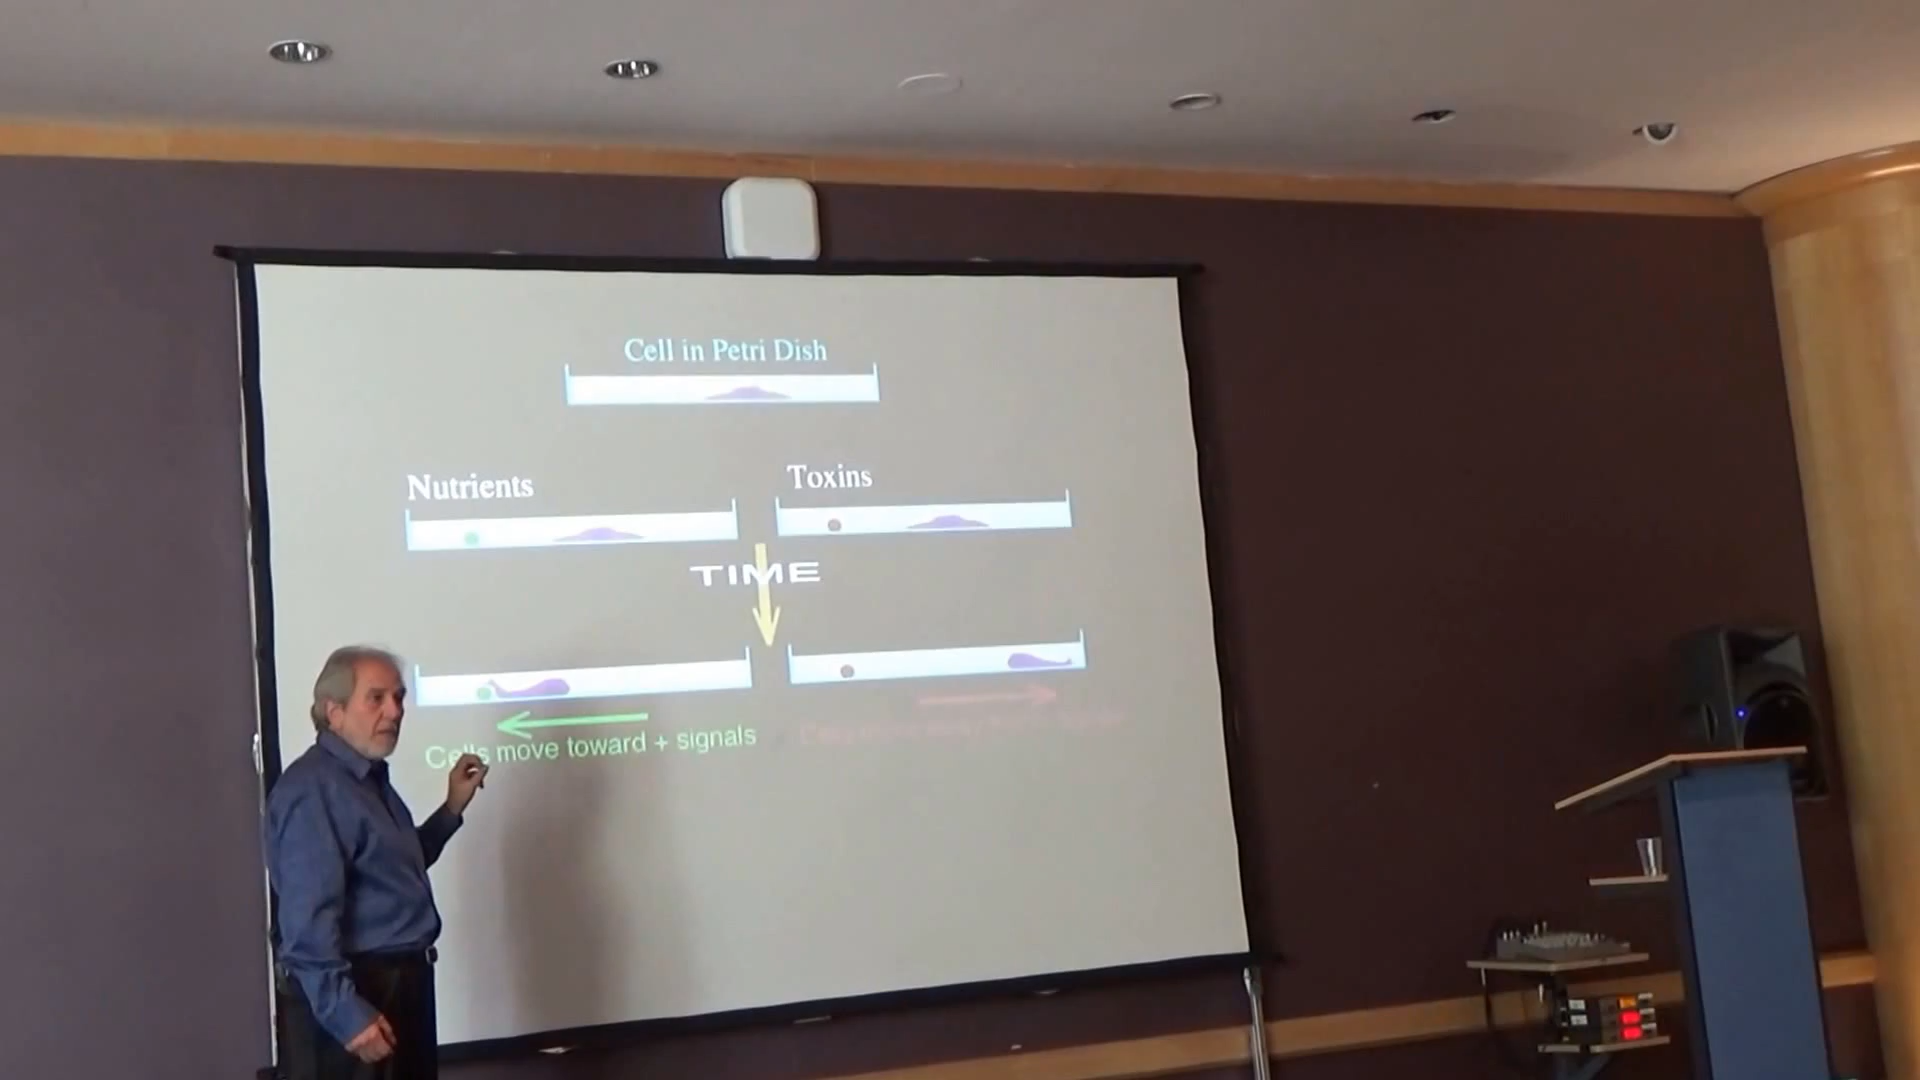 Cell in Petri Dish
Nutrients
Toxins
TIME
Cells move toward + signals